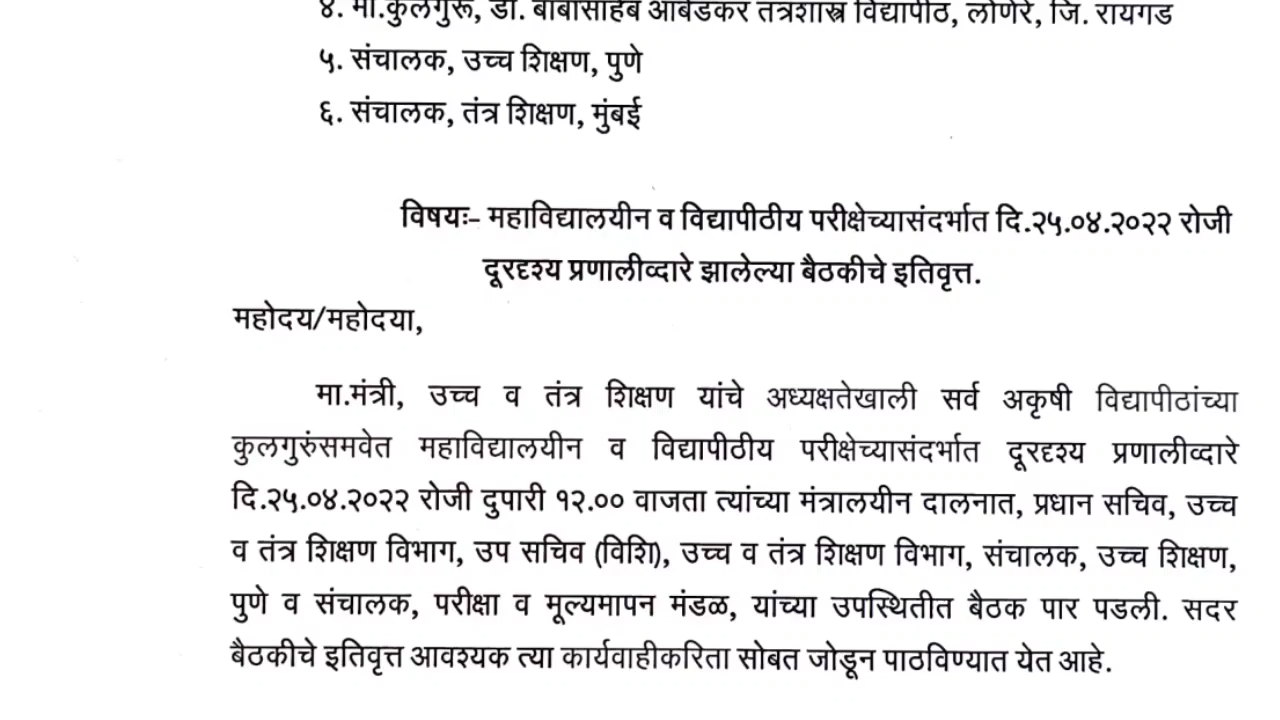 ४. मा.कुलगुरू, डॉ. बाबासाहेब आंबेडकर तंत्रशास्त्र विद्यापीठ, लोणेरे, जि. रायगड
५. संचालक, उच्च शिक्षण, पुणे
६. संचालक, तंत्र शिक्षण, मुंबई
विषयः- महाविद्यालयीन व विद्यापीठीय परीक्षेच्यासंदर्भात दि.२५.०४.२०२२ रोजी
दूरदृश्य प्रणालीव्दारे झालेल्या बैठकीचे इतिवृत्त.
महोदय/महोदया,
मा.मंत्री, उच्च व तंत्र शिक्षण यांचे अध्यक्षतेखाली सर्व अकृषी विद्यापीठांच्या
कुलगुरुंसमवेत महाविद्यालयीन व विद्यापीठीय परीक्षेच्यासंदर्भात दूरदृश्य प्रणालीव्दारे
दि.२५.०४.२०२२ रोजी दुपारी १२.०० वाजता त्यांच्या मंत्रालयीन दालनात, प्रधान सचिव, उच्च
व तंत्र शिक्षण विभाग, उप सचिव (विशि), उच्च व तंत्र शिक्षण विभाग, संचालक, उच्च शिक्षण,
पुणे व संचालक, परीक्षा व मूल्यमापन मंडळ, यांच्या उपस्थितीत बैठक पार पडली. सदर
बैठकीचे इतिवृत्त आवश्यक त्या कार्यवाहीकरिता सोबत जोडून पाठविण्यात येत आहे.